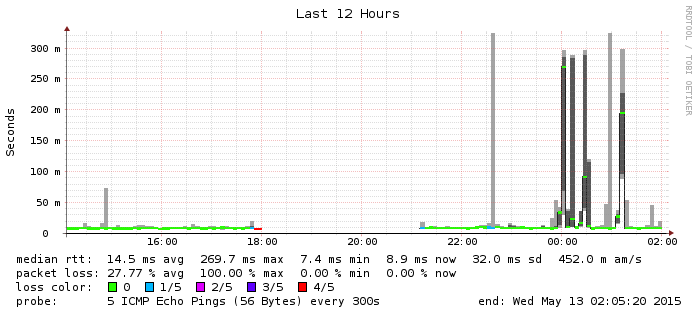 Last 12 Hours
RRDTOOL / TOBI OETIKER
Seconds
300 m
250 m
200 m
150 m
100 m
50 m
0
16:00 18:00 20:00 22:00 00:00 02:00
median rtt: 14.5 ms avg 269.7 ms max 7.4 ms min 8.9 ms now 32.0 ms sd 452.0 m am/s
packet loss: 27.77 % avg 100.00 % max 0.00 % min 0.00 % now
loss color: 0 1/5 2/5 3/5 4/5
probe: 5 ICMP Echo Pings (56 Bytes) every 300s end: Wed May 13 02:05:20 2015